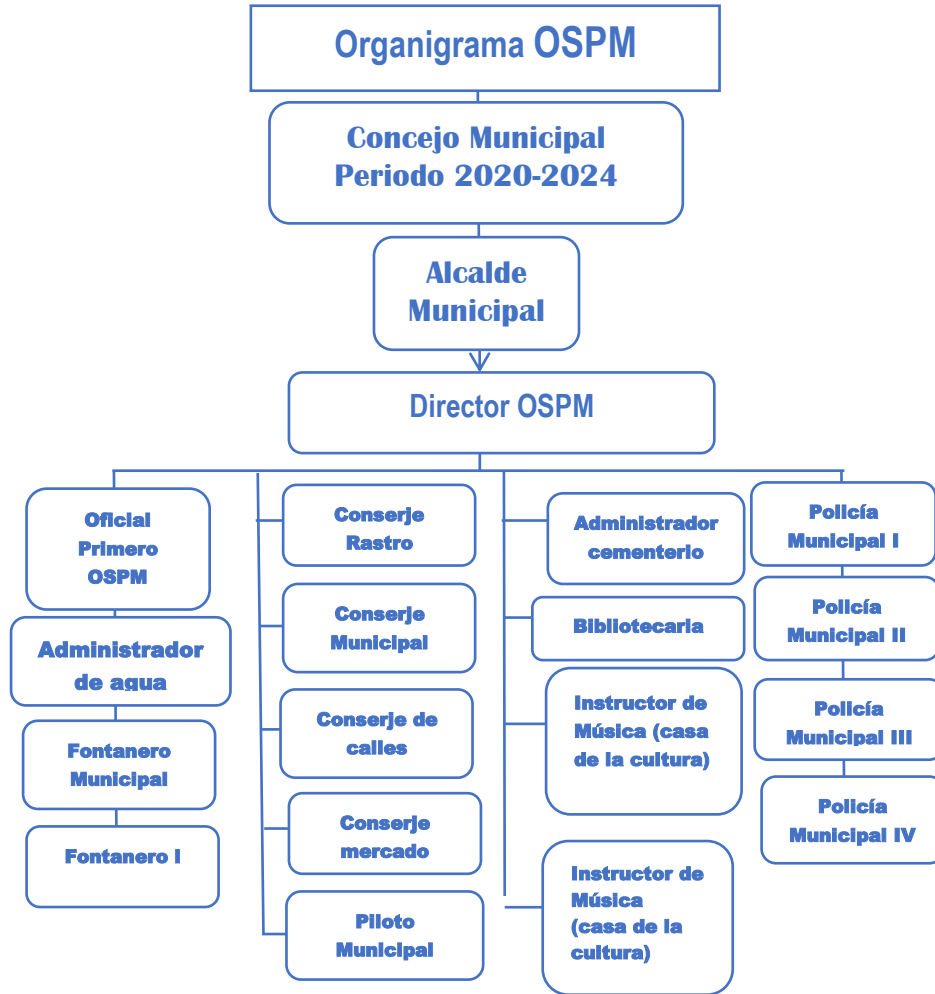 Organigrama OSPM
Concejo Municipal
Periodo 2020-2024
Alcalde
Municipal
Director OSPM
Oficial
Primero
OSPM
Administrador
de agua
Fontanero
Municipal
Fontanero I
Conserje
Rastro
Conserje
Municipal
Conserje de
calles
Conserje
mercado
Piloto
Municipal
Administrador
cementerio
Bibliotecaria
Instructor de
Música (casa
de la cultura)
Instructor de
Música
(casa de la
cultura)
Policía
Municipal I
Policía
Municipal II
Policía
Municipal III
Policía
Municipal IV